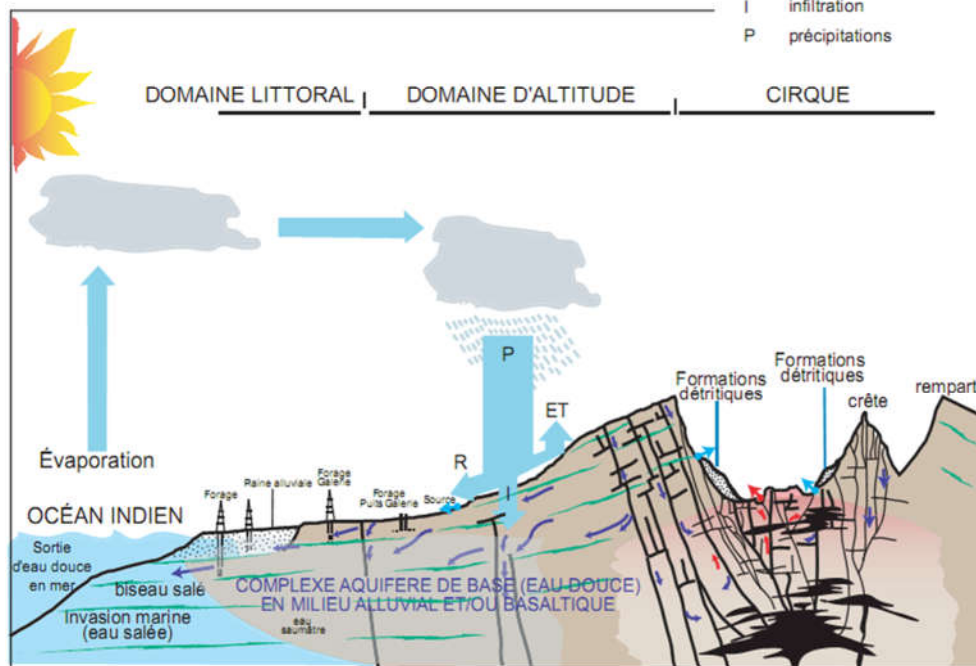 I infiltration
P précipitations
DOMAINE LITTORAL
DOMAINE D'ALTITUDE
CIRQUE
P
Formations
détritiques
Formations
détritiques
crête
rempart
ET
R
I
Évaporation
Forage
Plaine alluviale
Forage
Galerie
Forage
Puits Galerie
Source
OCÉAN INDIEN
Sortie
d'eau douce
en mer
biseau salé
Invasion marine
(eau salée)
COMPLEXE AQUIFERE DE BASE (EAU DOUCE)
EN MILIEU ALLUVIAL ET/OU BASALTIQUE
eau
saumâtre